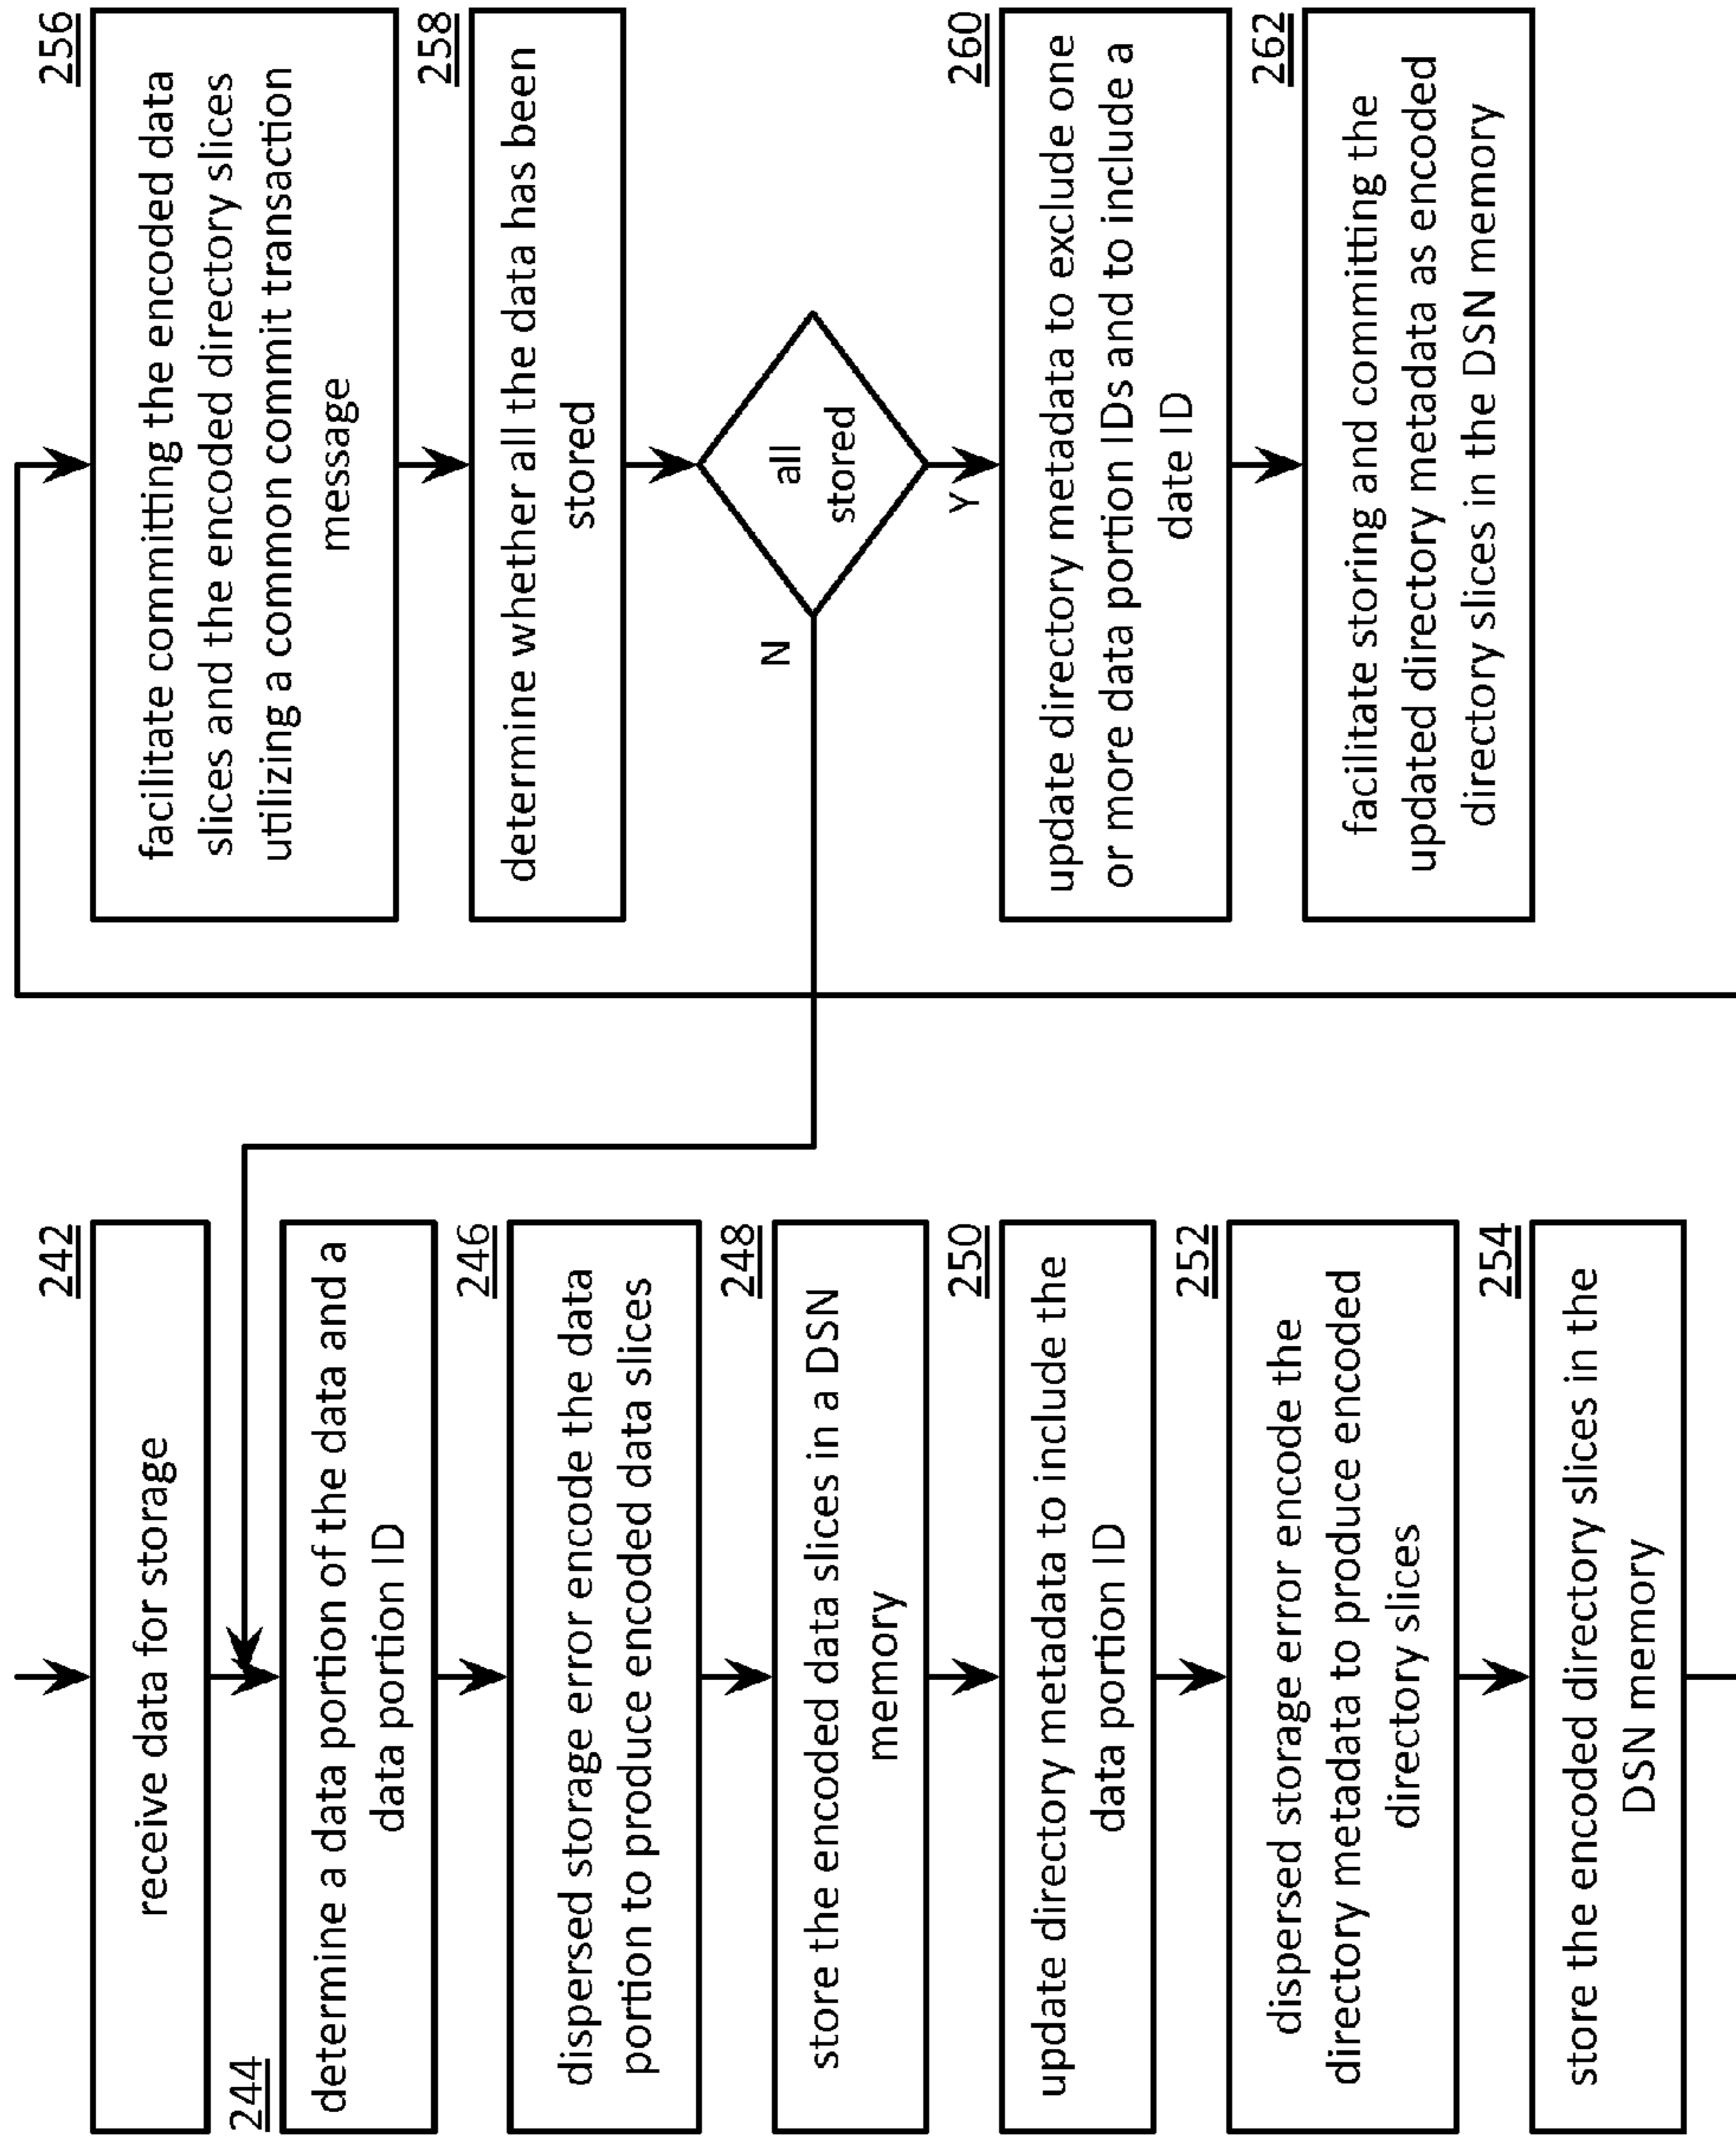 242
receive data for storage
244
determine a data portion of the data and a
data portion ID
246
dispersed storage error encode the data
portion to produce encoded data slices
248
store the encoded data slices in a DSN
memory
250
update directory metadata to include the
data portion ID
252
dispersed storage error encode the
directory metadata to produce encoded
directory slices
254
store the encoded directory slices in the
DSN memory
256
facilitate committing the encoded data
slices and the encoded directory slices
utilizing a common commit transaction
message
258
determine whether all the data has been
stored
all
stored
N
Y
260
update directory metadata to exclude one
or more data portion IDs and to include a
date ID
262
facilitate storing and committing the
updated directory metadata as encoded
directory slices in the DSN memory